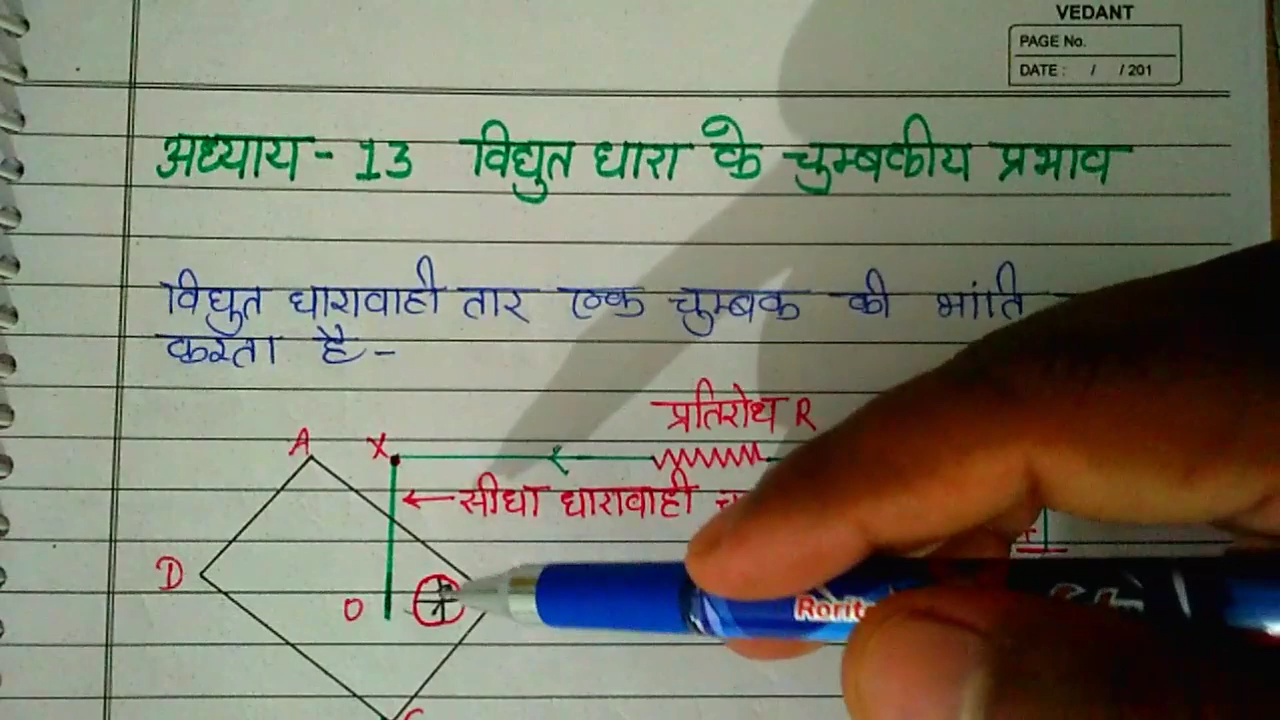 VEDANT
PAGE No.
DATE : / / 201
अध्याय - 13 विद्युत धारा के चुम्बकीय प्रभाव
विद्युत धारावाही तार एक चुम्बक की भांति
करता है -
प्रतिरोध R
A X
← सीधा धारावाही
D
O
Rorito
C